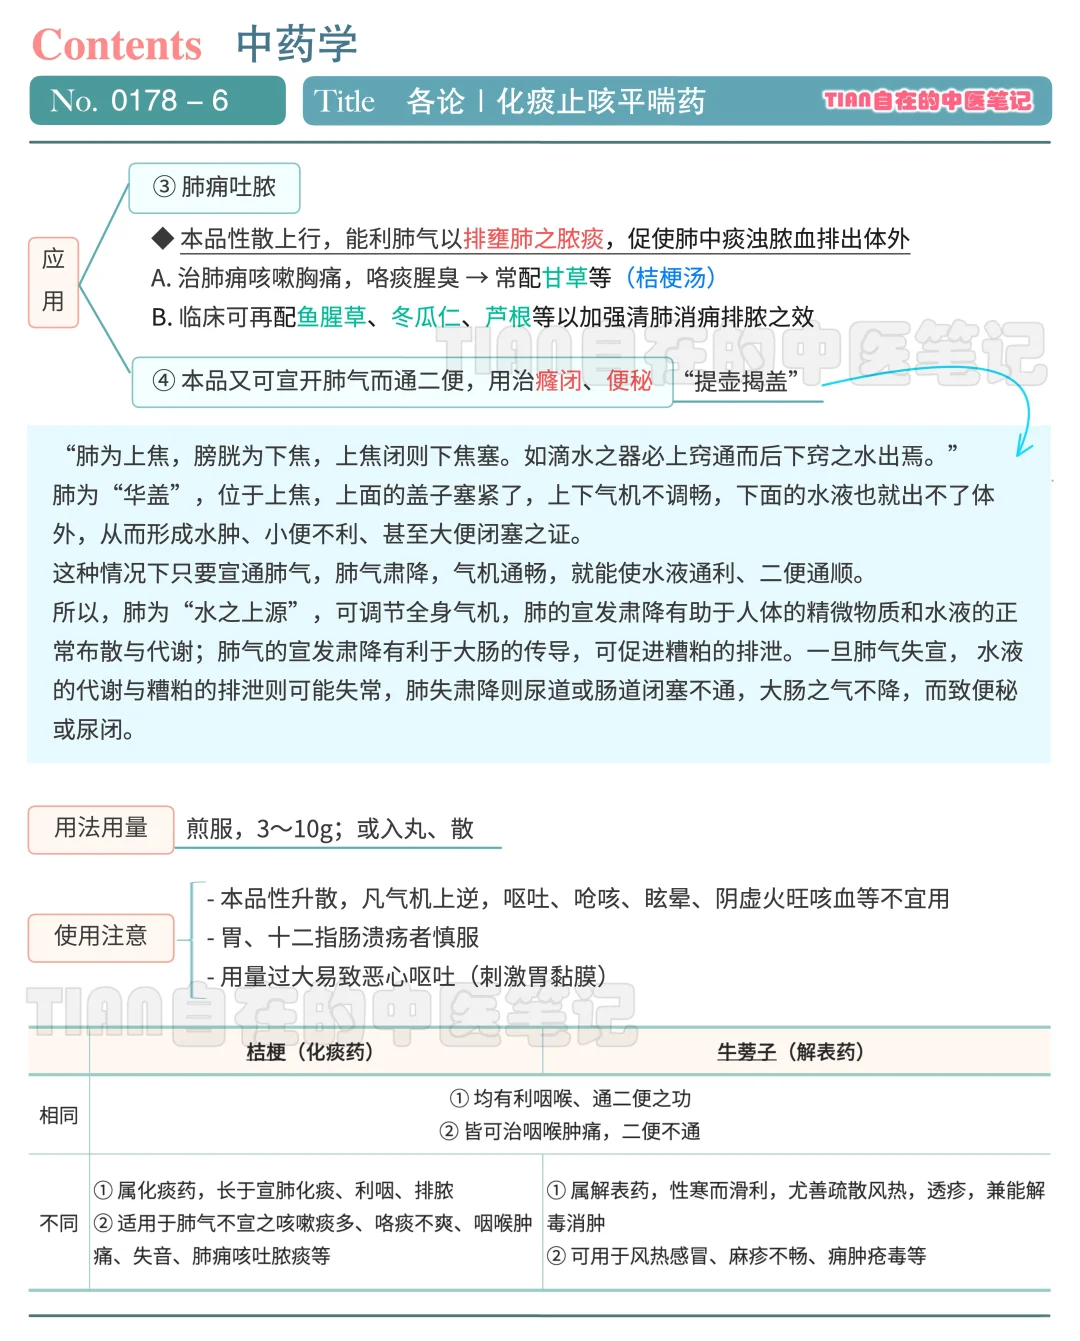 Contents 中药学
No. 0178 – 6
Title 各论 | 化痰止咳平喘药
TIAN自在的中医笔记
应用
③ 肺痈吐脓
◆ 本品性散上行，能利肺气以排壅肺之脓痰，促使肺中痰浊脓血排出体外
A. 治肺痈咳嗽胸痛，咯痰腥臭 → 常配甘草等（桔梗汤）
B. 临床可再配鱼腥草、冬瓜仁、芦根等以加强清肺消痈排脓之效
TIAN自在的中医笔记
④ 本品又可宣开肺气而通二便，用治癃闭、便秘 “提壶揭盖”
“肺为上焦，膀胱为下焦，上焦闭则下焦塞。如滴水之器必上窍通而后下窍之水出焉。”
肺为“华盖”，位于上焦，上面的盖子塞紧了，上下气机不调畅，下面的水液也就出不了体
外，从而形成水肿、小便不利、甚至大便闭塞之证。
这种情况下只要宣通肺气，肺气肃降，气机通畅，就能使水液通利、二便通顺。
所以，肺为“水之上源”，可调节全身气机，肺的宣发肃降有助于人体的精微物质和水液的正
常布散与代谢；肺气的宣发肃降有利于大肠的传导，可促进糟粕的排泄。一旦肺气失宣， 水液
的代谢与糟粕的排泄则可能失常，肺失肃降则尿道或肠道闭塞不通，大肠之气不降，而致便秘
或尿闭。
用法用量 煎服，3～10g；或入丸、散
使用注意
- 本品性升散，凡气机上逆，呕吐、呛咳、眩晕、阴虚火旺咳血等不宜用
- 胃、十二指肠溃疡者慎服
- 用量过大易致恶心呕吐（刺激胃黏膜）
TIAN自在的中医笔记
桔梗（化痰药） 牛蒡子（解表药）
相同
① 均有利咽喉、通二便之功
② 皆可治咽喉肿痛，二便不通
不同
① 属化痰药，长于宣肺化痰、利咽、排脓
② 适用于肺气不宣之咳嗽痰多、咯痰不爽、咽喉肿
痛、失音、肺痈咳吐脓痰等
① 属解表药，性寒而滑利，尤善疏散风热，透疹，兼能解
毒消肿
② 可用于风热感冒、麻疹不畅、痈肿疮毒等